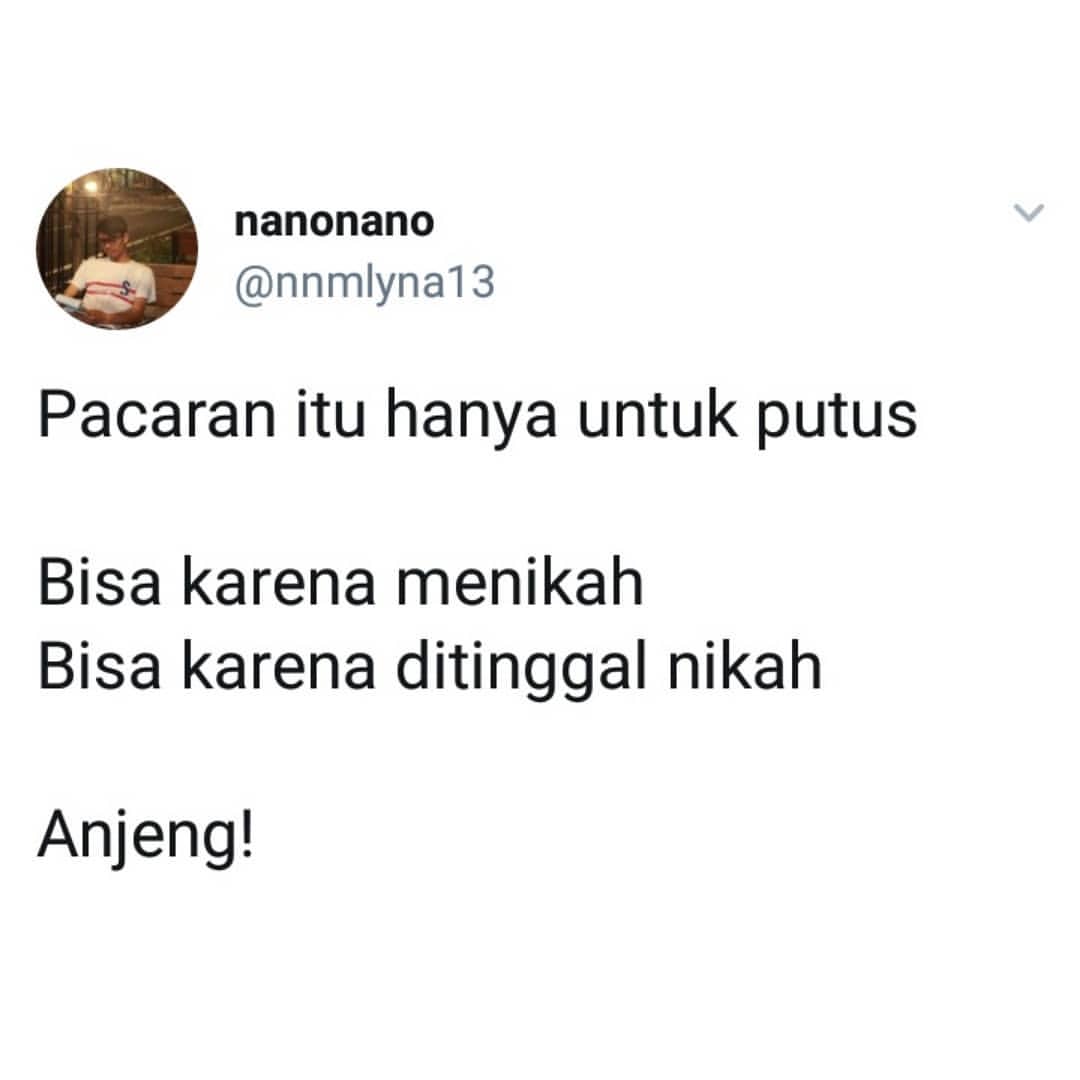 nanonano
@nnmlyna13
Pacaran itu hanya untuk putus
Bisa karena menikah
Bisa karena ditinggal nikah
Anjeng!